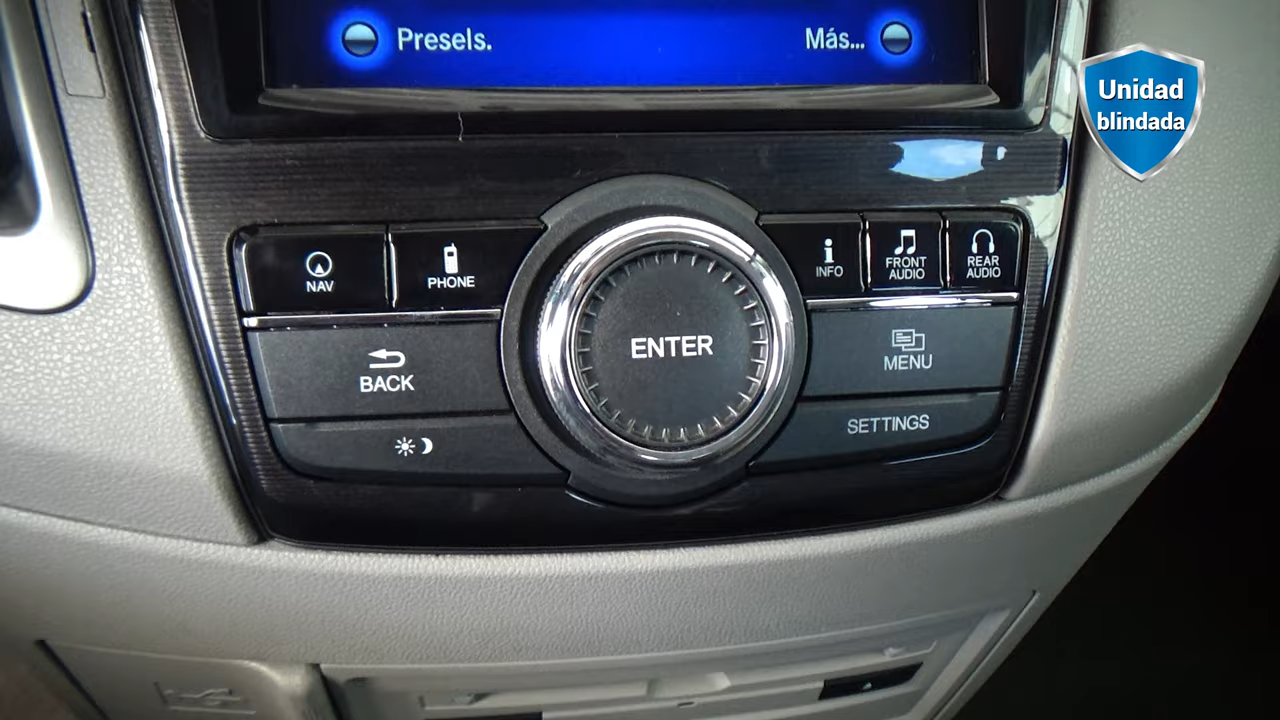 Presels.
Más...
Unidad
blindada
NAV
PHONE
INFO
FRONT
AUDIO
REAR
AUDIO
BACK
ENTER
MENU
SETTINGS